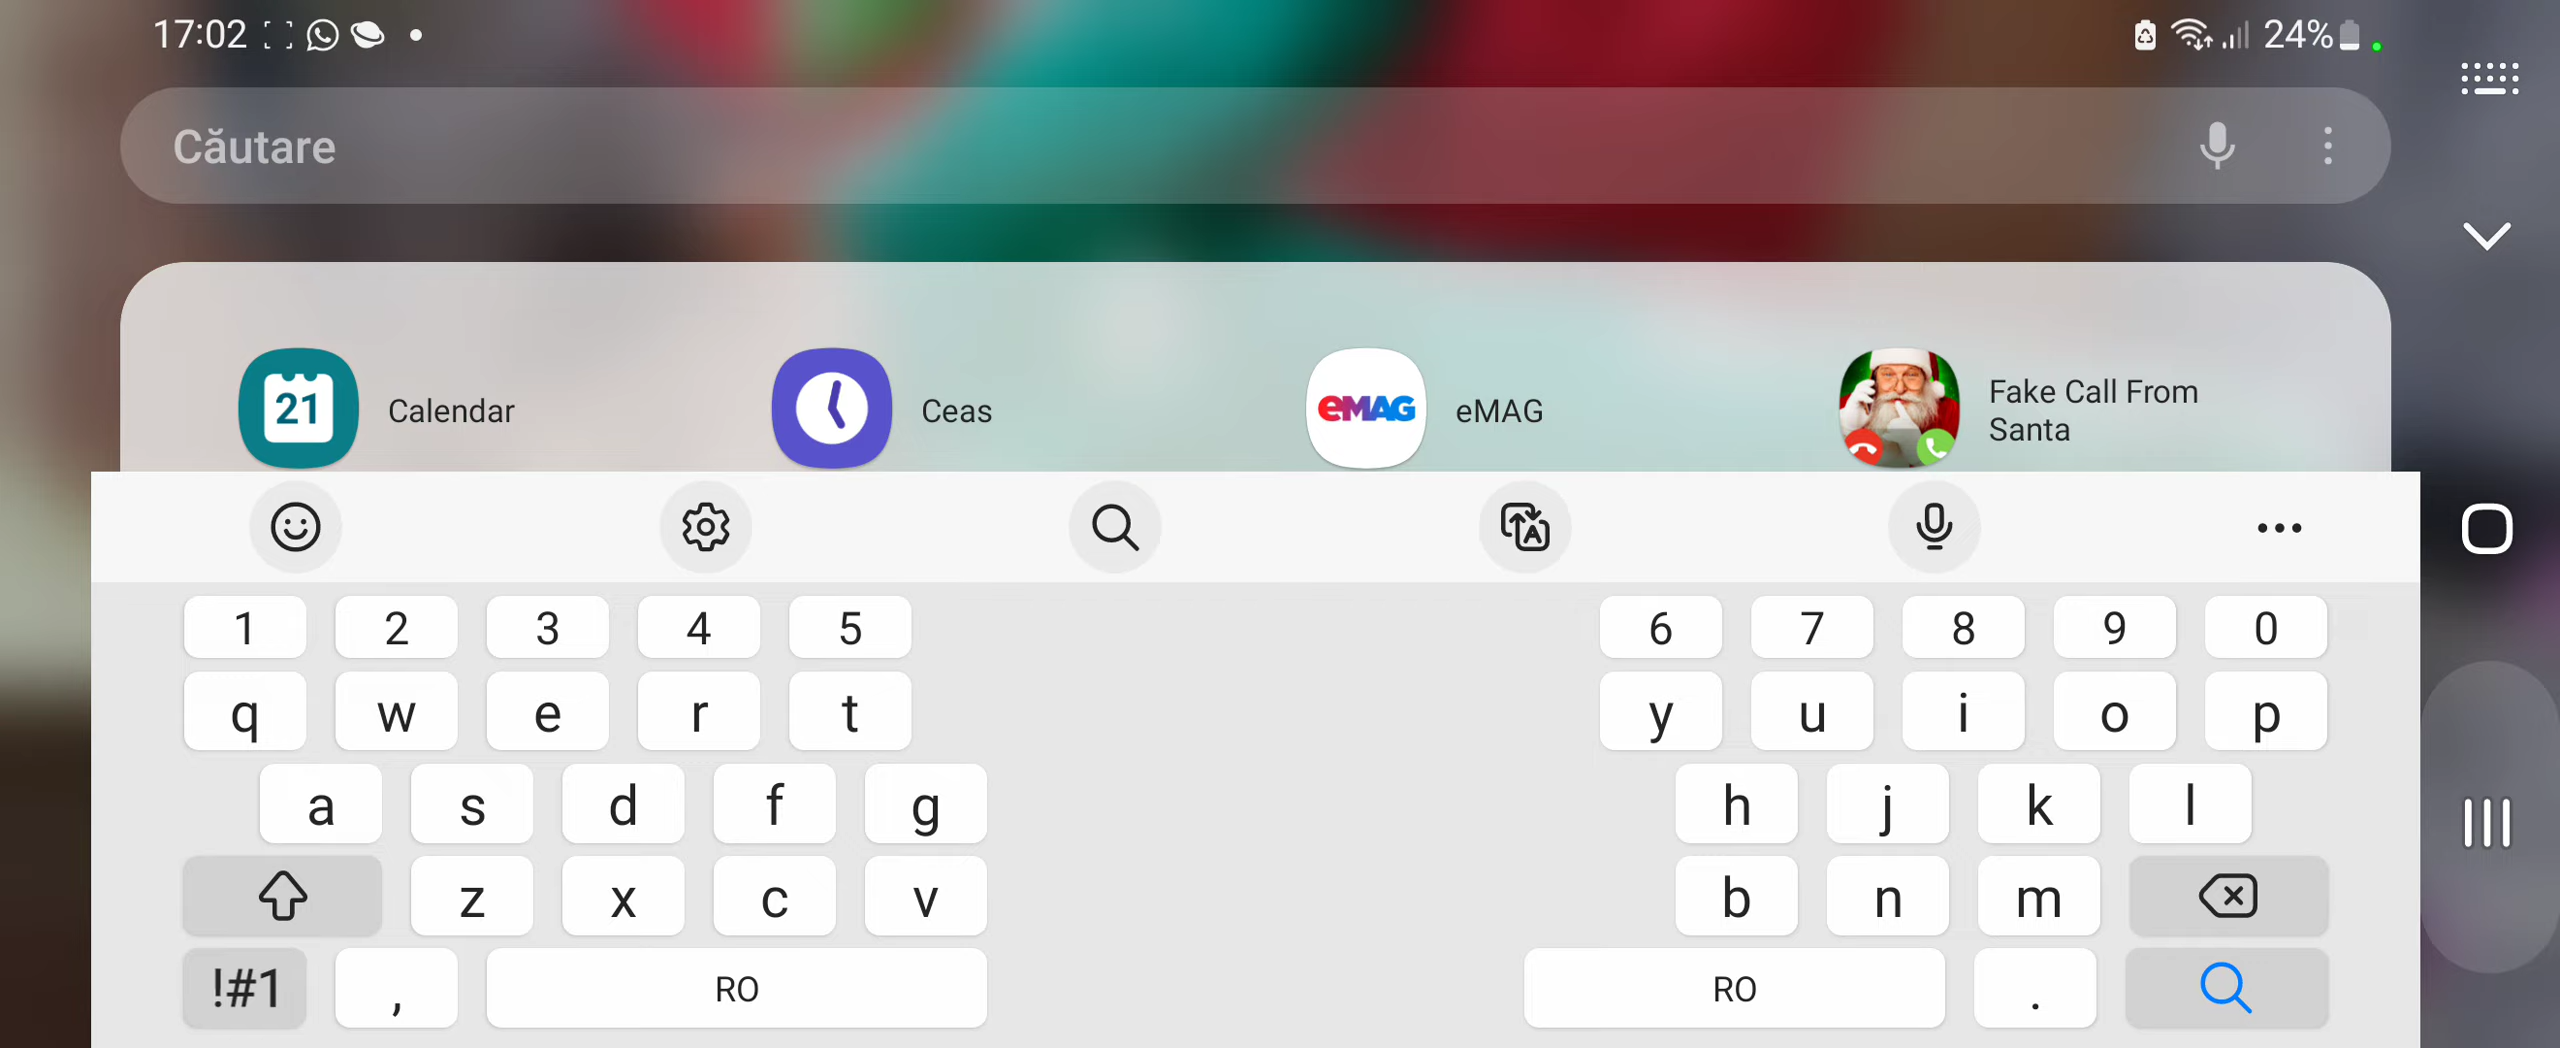 17:02
24%
Căutare
21
Calendar
Ceas
eMAG
eMAG
Fake Call From
Santa
1 2 3 4 5 6 7 8 9 0
q w e r t y u i o p
a s d f g h j k l
z x c v b n m
!#1 , RO RO .